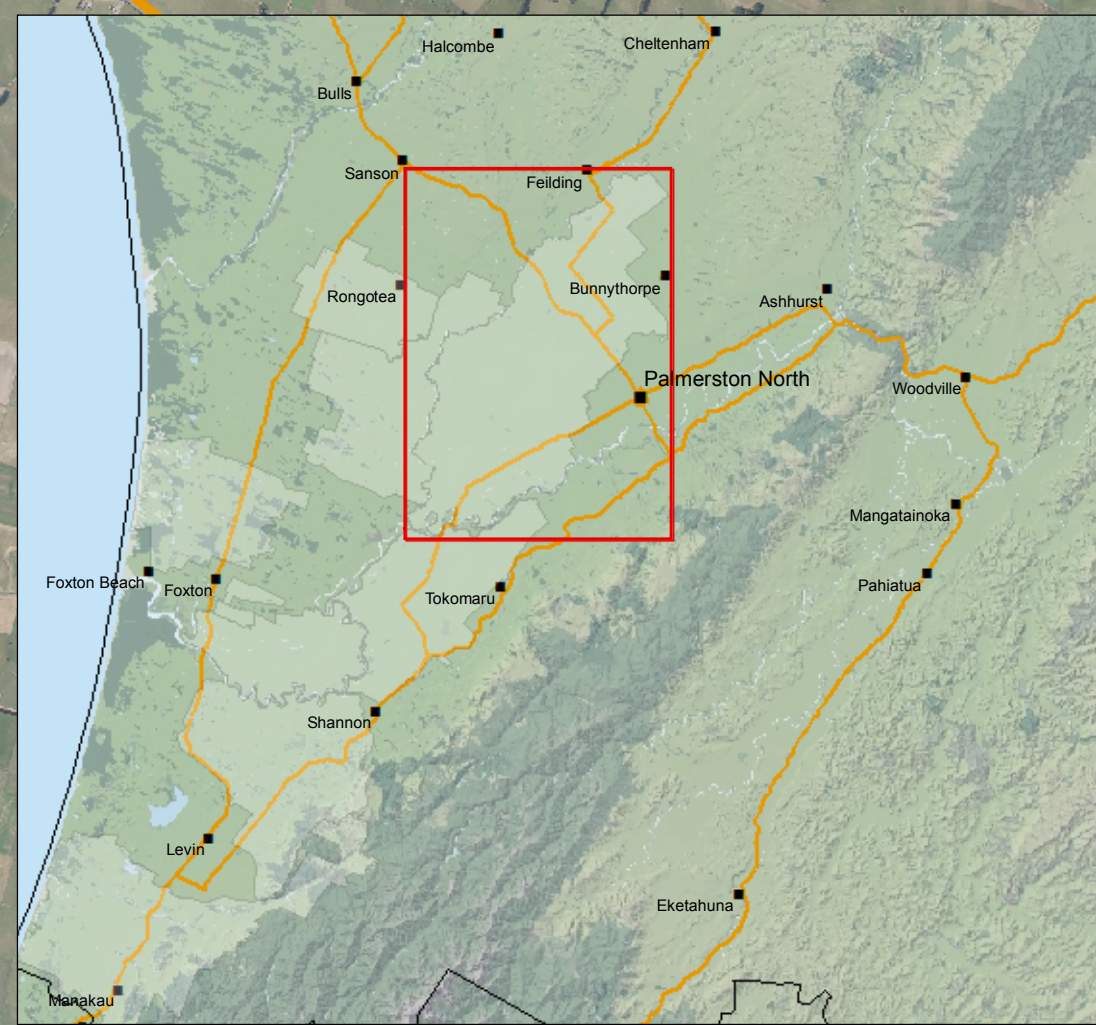 Halcombe
Cheltenham
Bulls
Sanson
Feilding
Rongotea
Bunnythorpe
Ashhurst
Palmerston North
Woodville
Mangatainoka
Foxton Beach
Foxton
Tokomaru
Pahiatua
Shannon
Levin
Eketahuna
Manakau